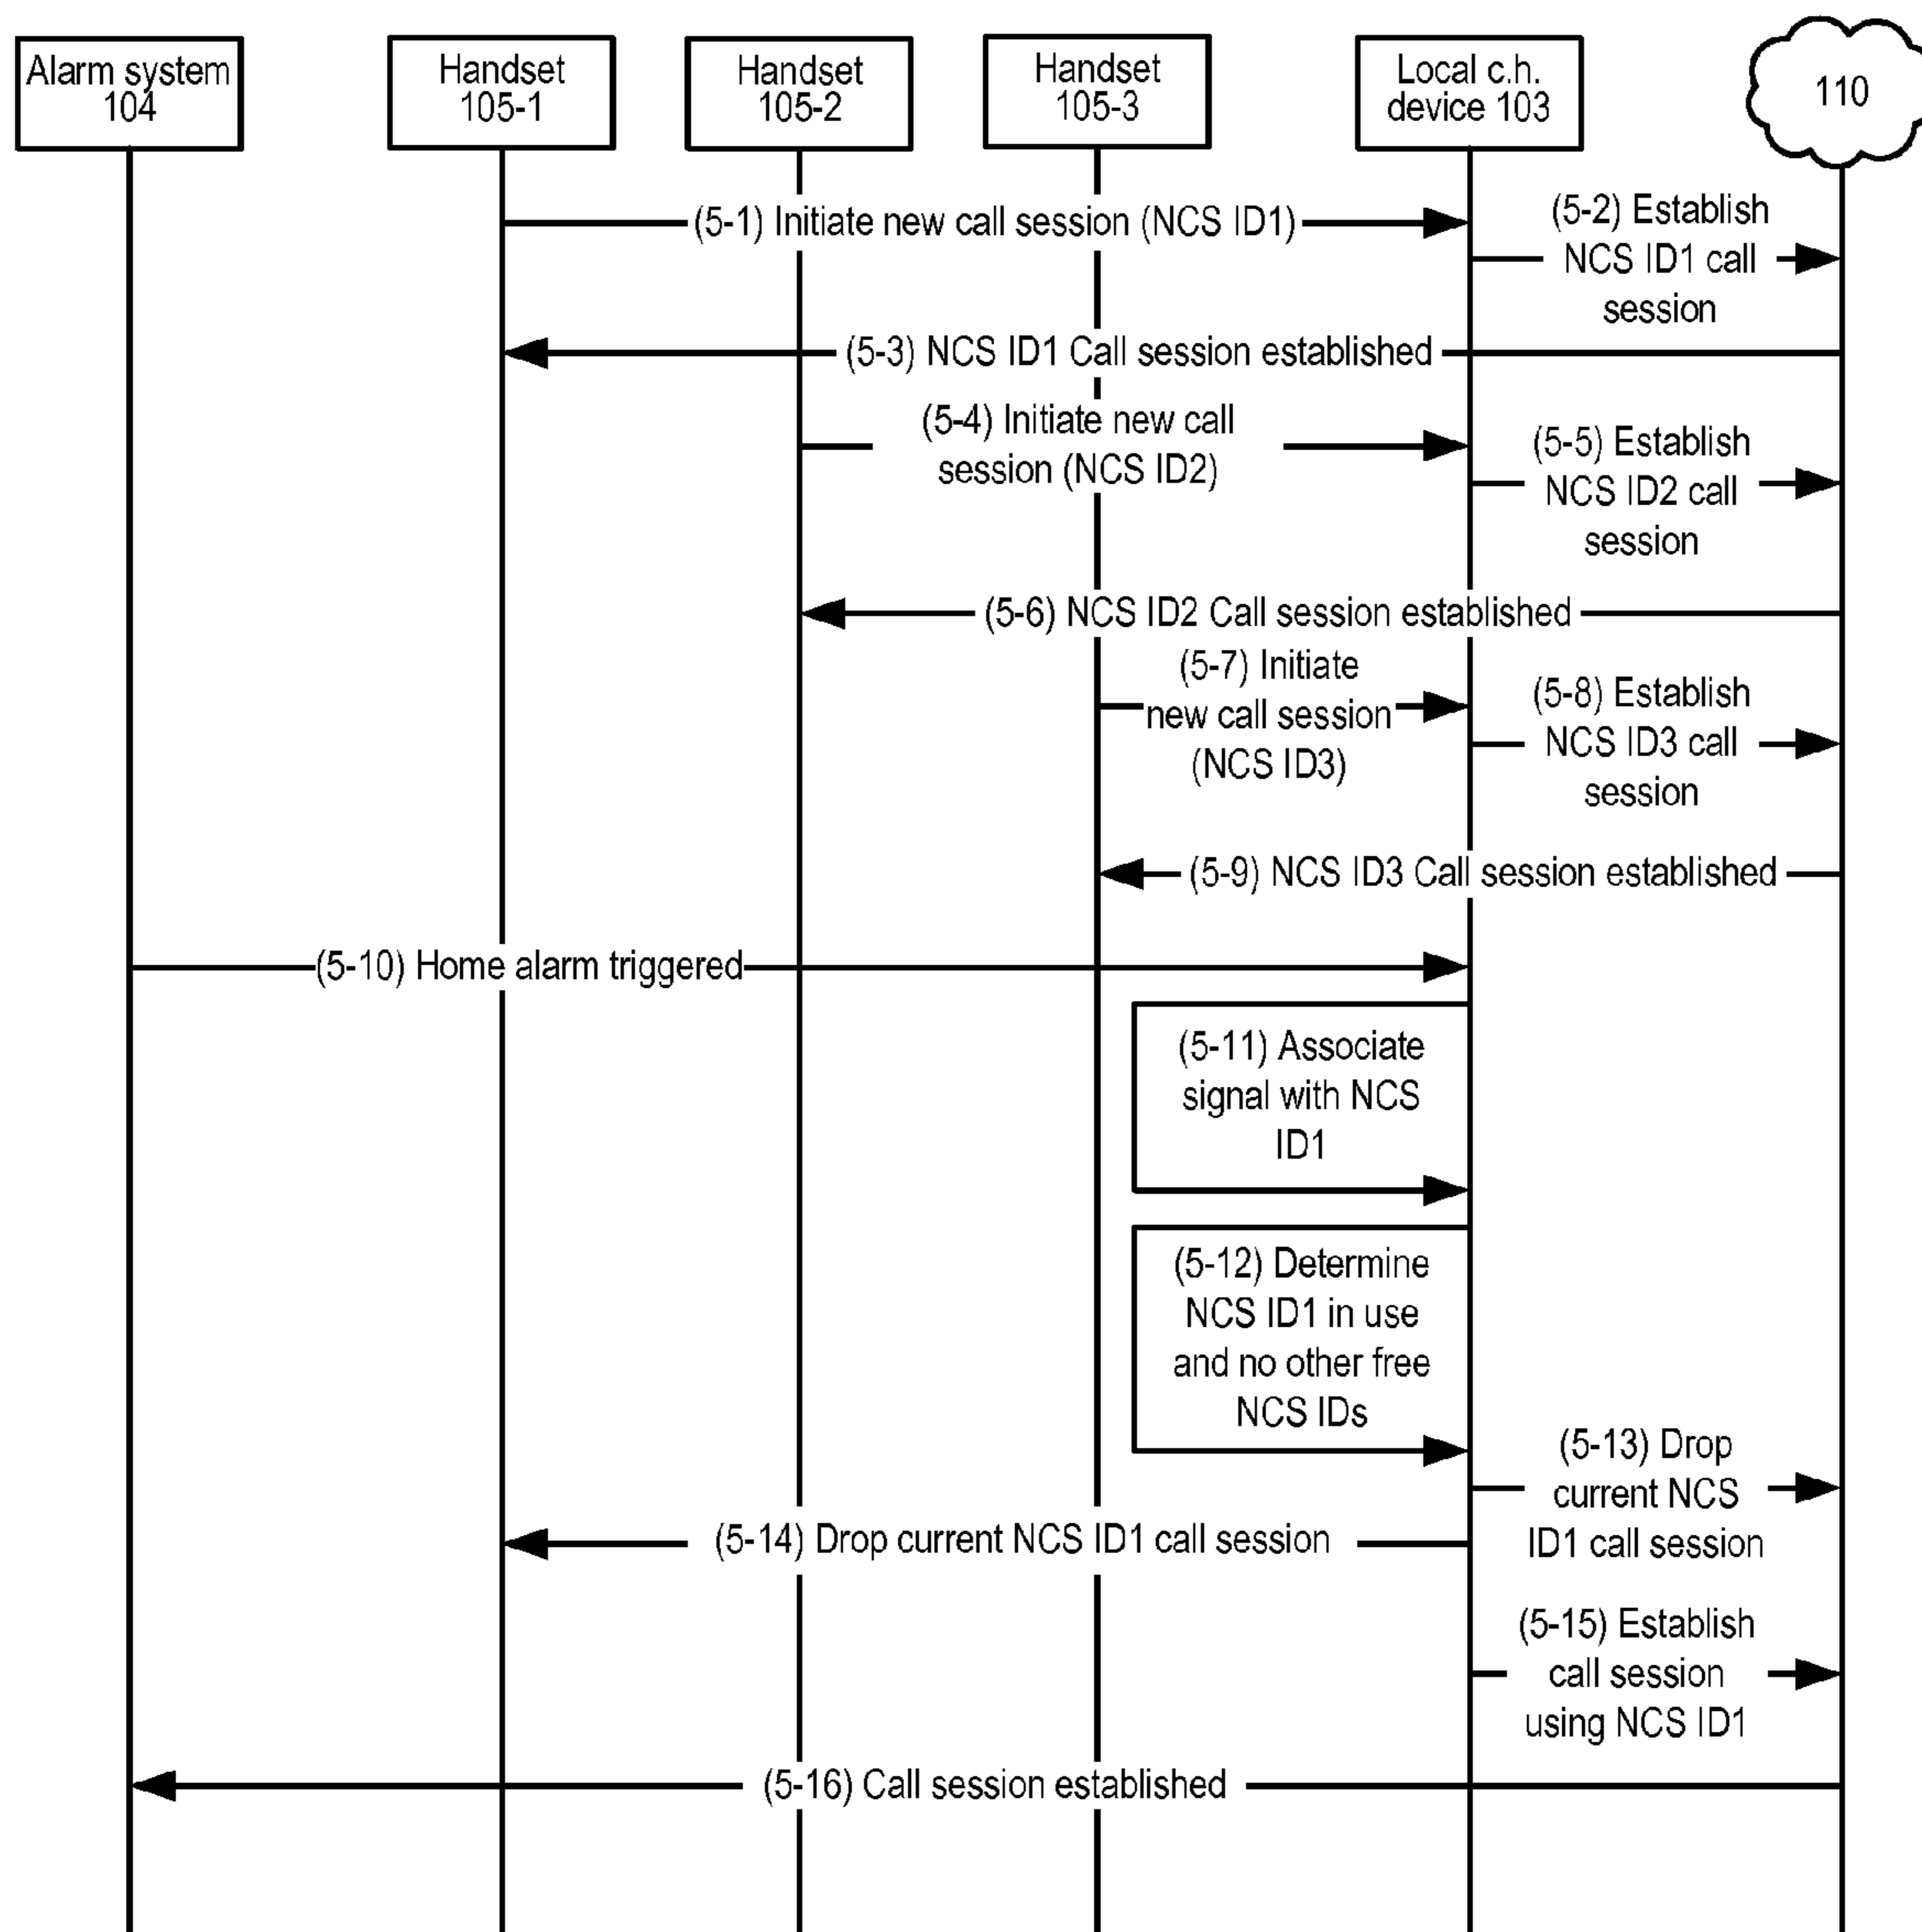 Alarm system
104
Handset
105-1
Handset
105-2
Handset
105-3
Local c.h.
device 103
110
(5-1) Initiate new call session (NCS ID1)
(5-2) Establish
NCS ID1 call
session
(5-3) NCS ID1 Call session established
(5-4) Initiate new call
session (NCS ID2)
(5-5) Establish
NCS ID2 call
session
(5-6) NCS ID2 Call session established
(5-7) Initiate
new call session
(NCS ID3)
(5-8) Establish
NCS ID3 call
session
(5-9) NCS ID3 Call session established
(5-10) Home alarm triggered
(5-11) Associate
signal with NCS
ID1
(5-12) Determine
NCS ID1 in use
and no other free
NCS IDs
(5-13) Drop
current NCS
ID1 call session
(5-14) Drop current NCS ID1 call session
(5-15) Establish
call session
using NCS ID1
(5-16) Call session established